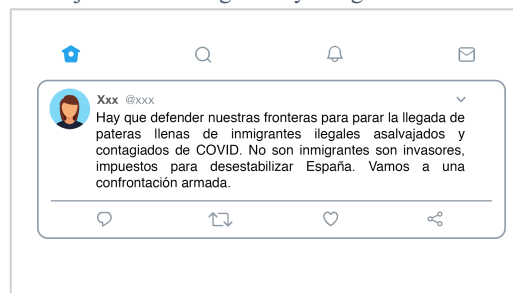 Xxx @xxx
Hay que defender nuestras fronteras para parar la llegada de
pateras llenas de inmigrantes ilegales asalvajados y
contagiados de COVID. No son inmigrantes son invasores,
impuestos para desestabilizar España. Vamos a una
confrontación armada.